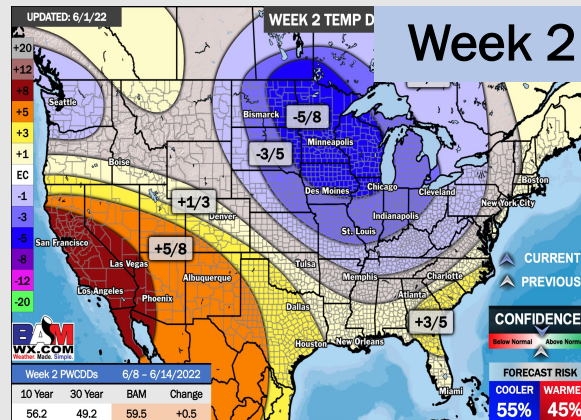 UPDATED: 6/1/22
WEEK 2 TEMP D
Week 2
+20
+12
+8
+5
+3
+1
EC
-1
-3
-5
-8
-12
-20
Seattle
Bismarck
-5/8
Minneapolis
-3/5
Boise
Boston
Des Moines
Chicago
Cleveland
New York City
+1/3
Denver
Indianapolis
St. Louis
San Francisco
+5/8
Las Vegas
Tulsa
CURRENT
Albuquerque
Memphis
Charlotte
PREVIOUS
Los Angeles
Phoenix
Atlanta
Dallas
+3/5
CONFIDENCE
Below Normal
Above Norm
Houston
New Orleans
BAM
WX.COM
Weather. Made. Simple.
Miami
FORECAST RISK
Week 2 PWCDDs 6/8 – 6/14/2022
COOLER WARME
55% 45%
10 Year 30 Year BAM Change
56.2 49.2 59.5 +0.5